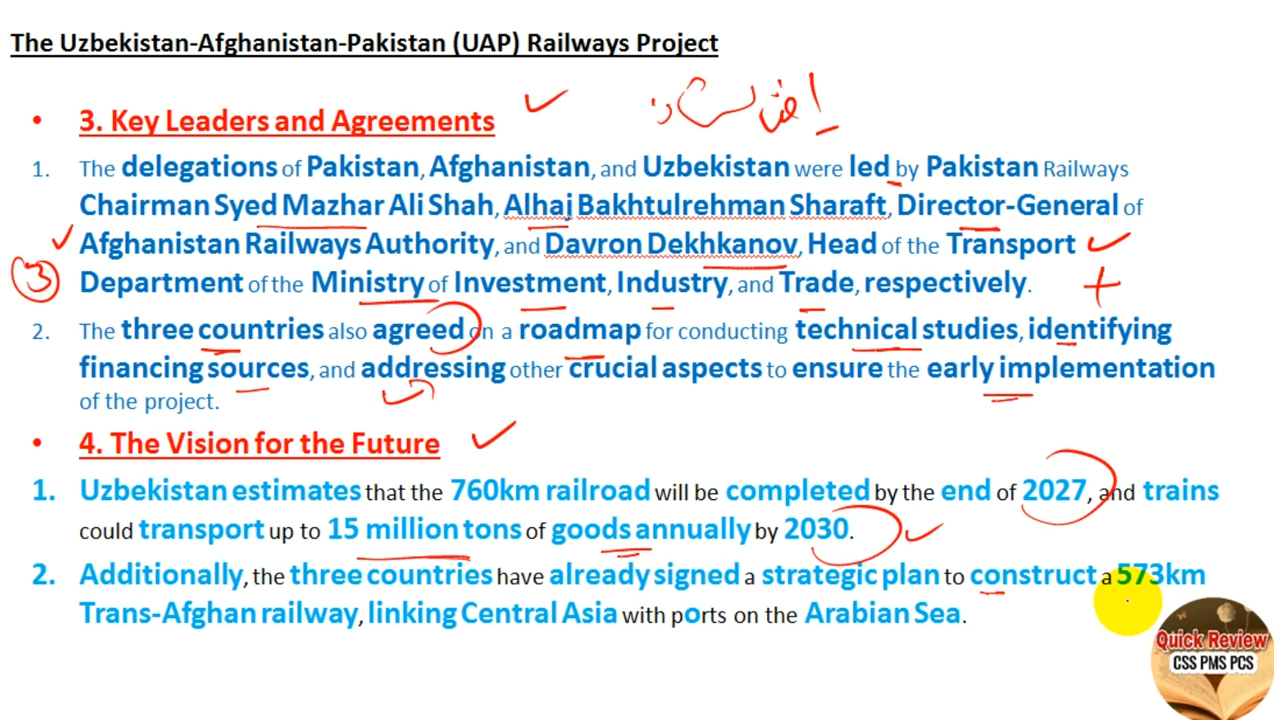 The Uzbekistan-Afghanistan-Pakistan (UAP) Railways Project
• 3. Key Leaders and Agreements
1. The delegations of Pakistan, Afghanistan, and Uzbekistan were led by Pakistan Railways
Chairman Syed Mazhar Ali Shah, Alhaj Bakhtulrehman Sharaft, Director-General of
Afghanistan Railways Authority, and Davron Dekhkanov, Head of the Transport
3 Department of the Ministry of Investment, Industry, and Trade, respectively. +
2. The three countries also agreed on a roadmap for conducting technical studies, identifying
financing sources, and addressing other crucial aspects to ensure the early implementation
of the project.
• 4. The Vision for the Future
1. Uzbekistan estimates that the 760km railroad will be completed by the end of 2027, and trains
could transport up to 15 million tons of goods annually by 2030.
2. Additionally, the three countries have already signed a strategic plan to construct a 573km
Trans-Afghan railway, linking Central Asia with ports on the Arabian Sea.
Quick Review
CSS PMS PCS